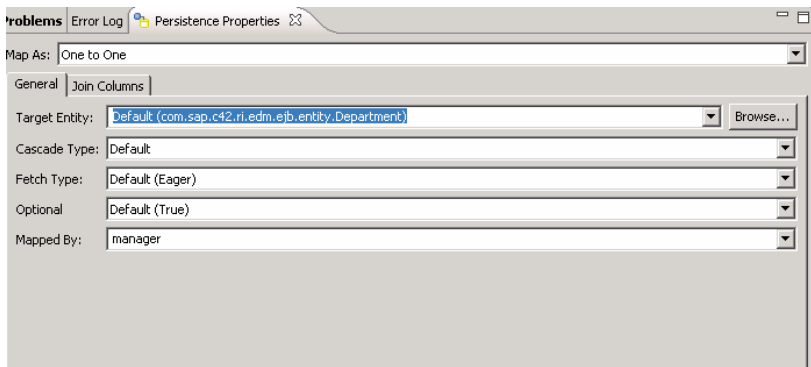 Problems Error Log Persistence Properties
Map As: One to One
General Join Columns
Target Entity: Default (com.sap.c42.ri.edm.ejb.entity.Department) Browse...
Cascade Type: Default
Fetch Type: Default (Eager)
Optional Default (True)
Mapped By: manager